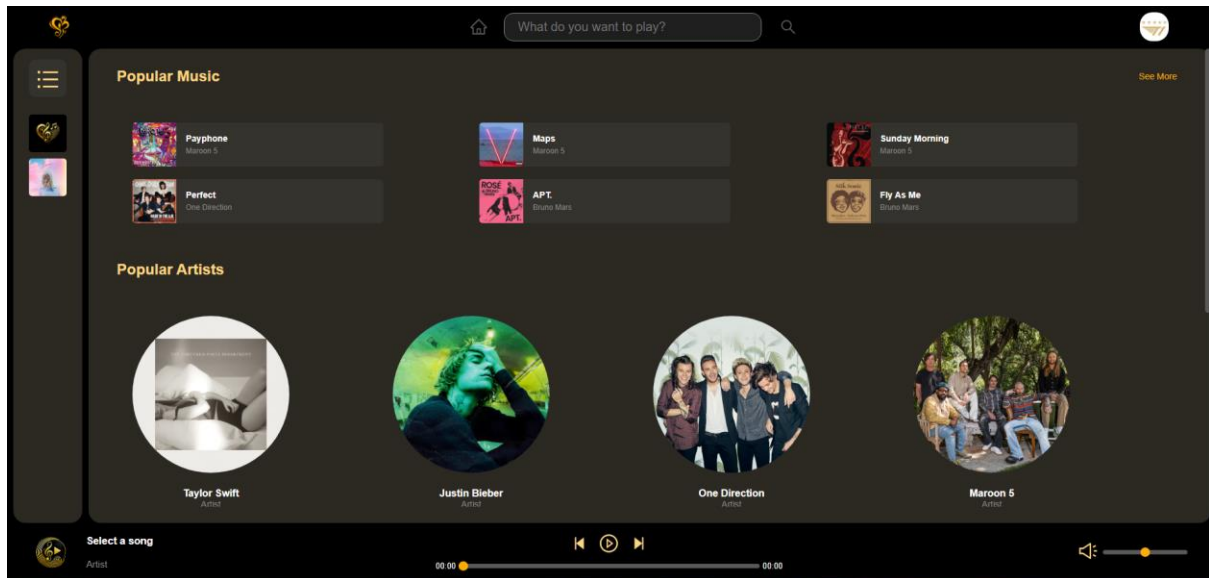 What do you want to play?
Popular Music
See More
Payphone
Maroon 5
Maps
Maroon 5
Sunday Morning
Maroon 5
Perfect
One Direction
ROSÉ
APT.
APT.
Bruno Mars
Fly As Me
Bruno Mars
Popular Artists
Taylor Swift
Artist
Justin Bieber
Artist
One Direction
Artist
Maroon 5
Artist
Select a song
Artist
00:00
00:00